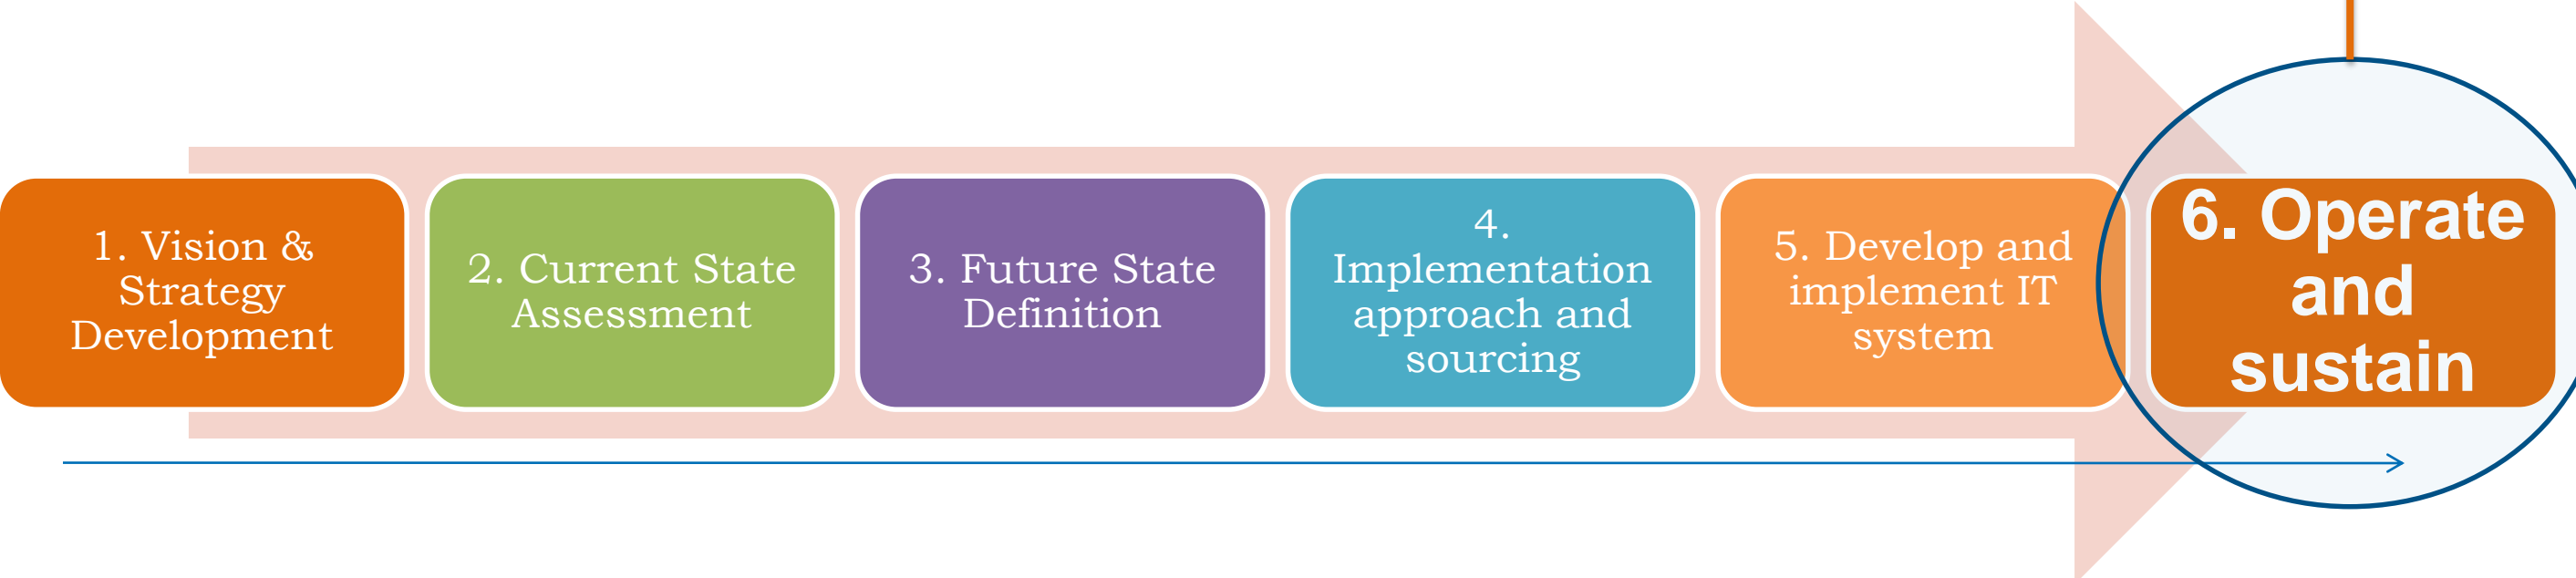 1. Vision &
Strategy
Development
2. Current State
Assessment
3. Future State
Definition
4.
Implementation
approach and
sourcing
5. Develop and
implement IT
system
6. Operate
and
sustain